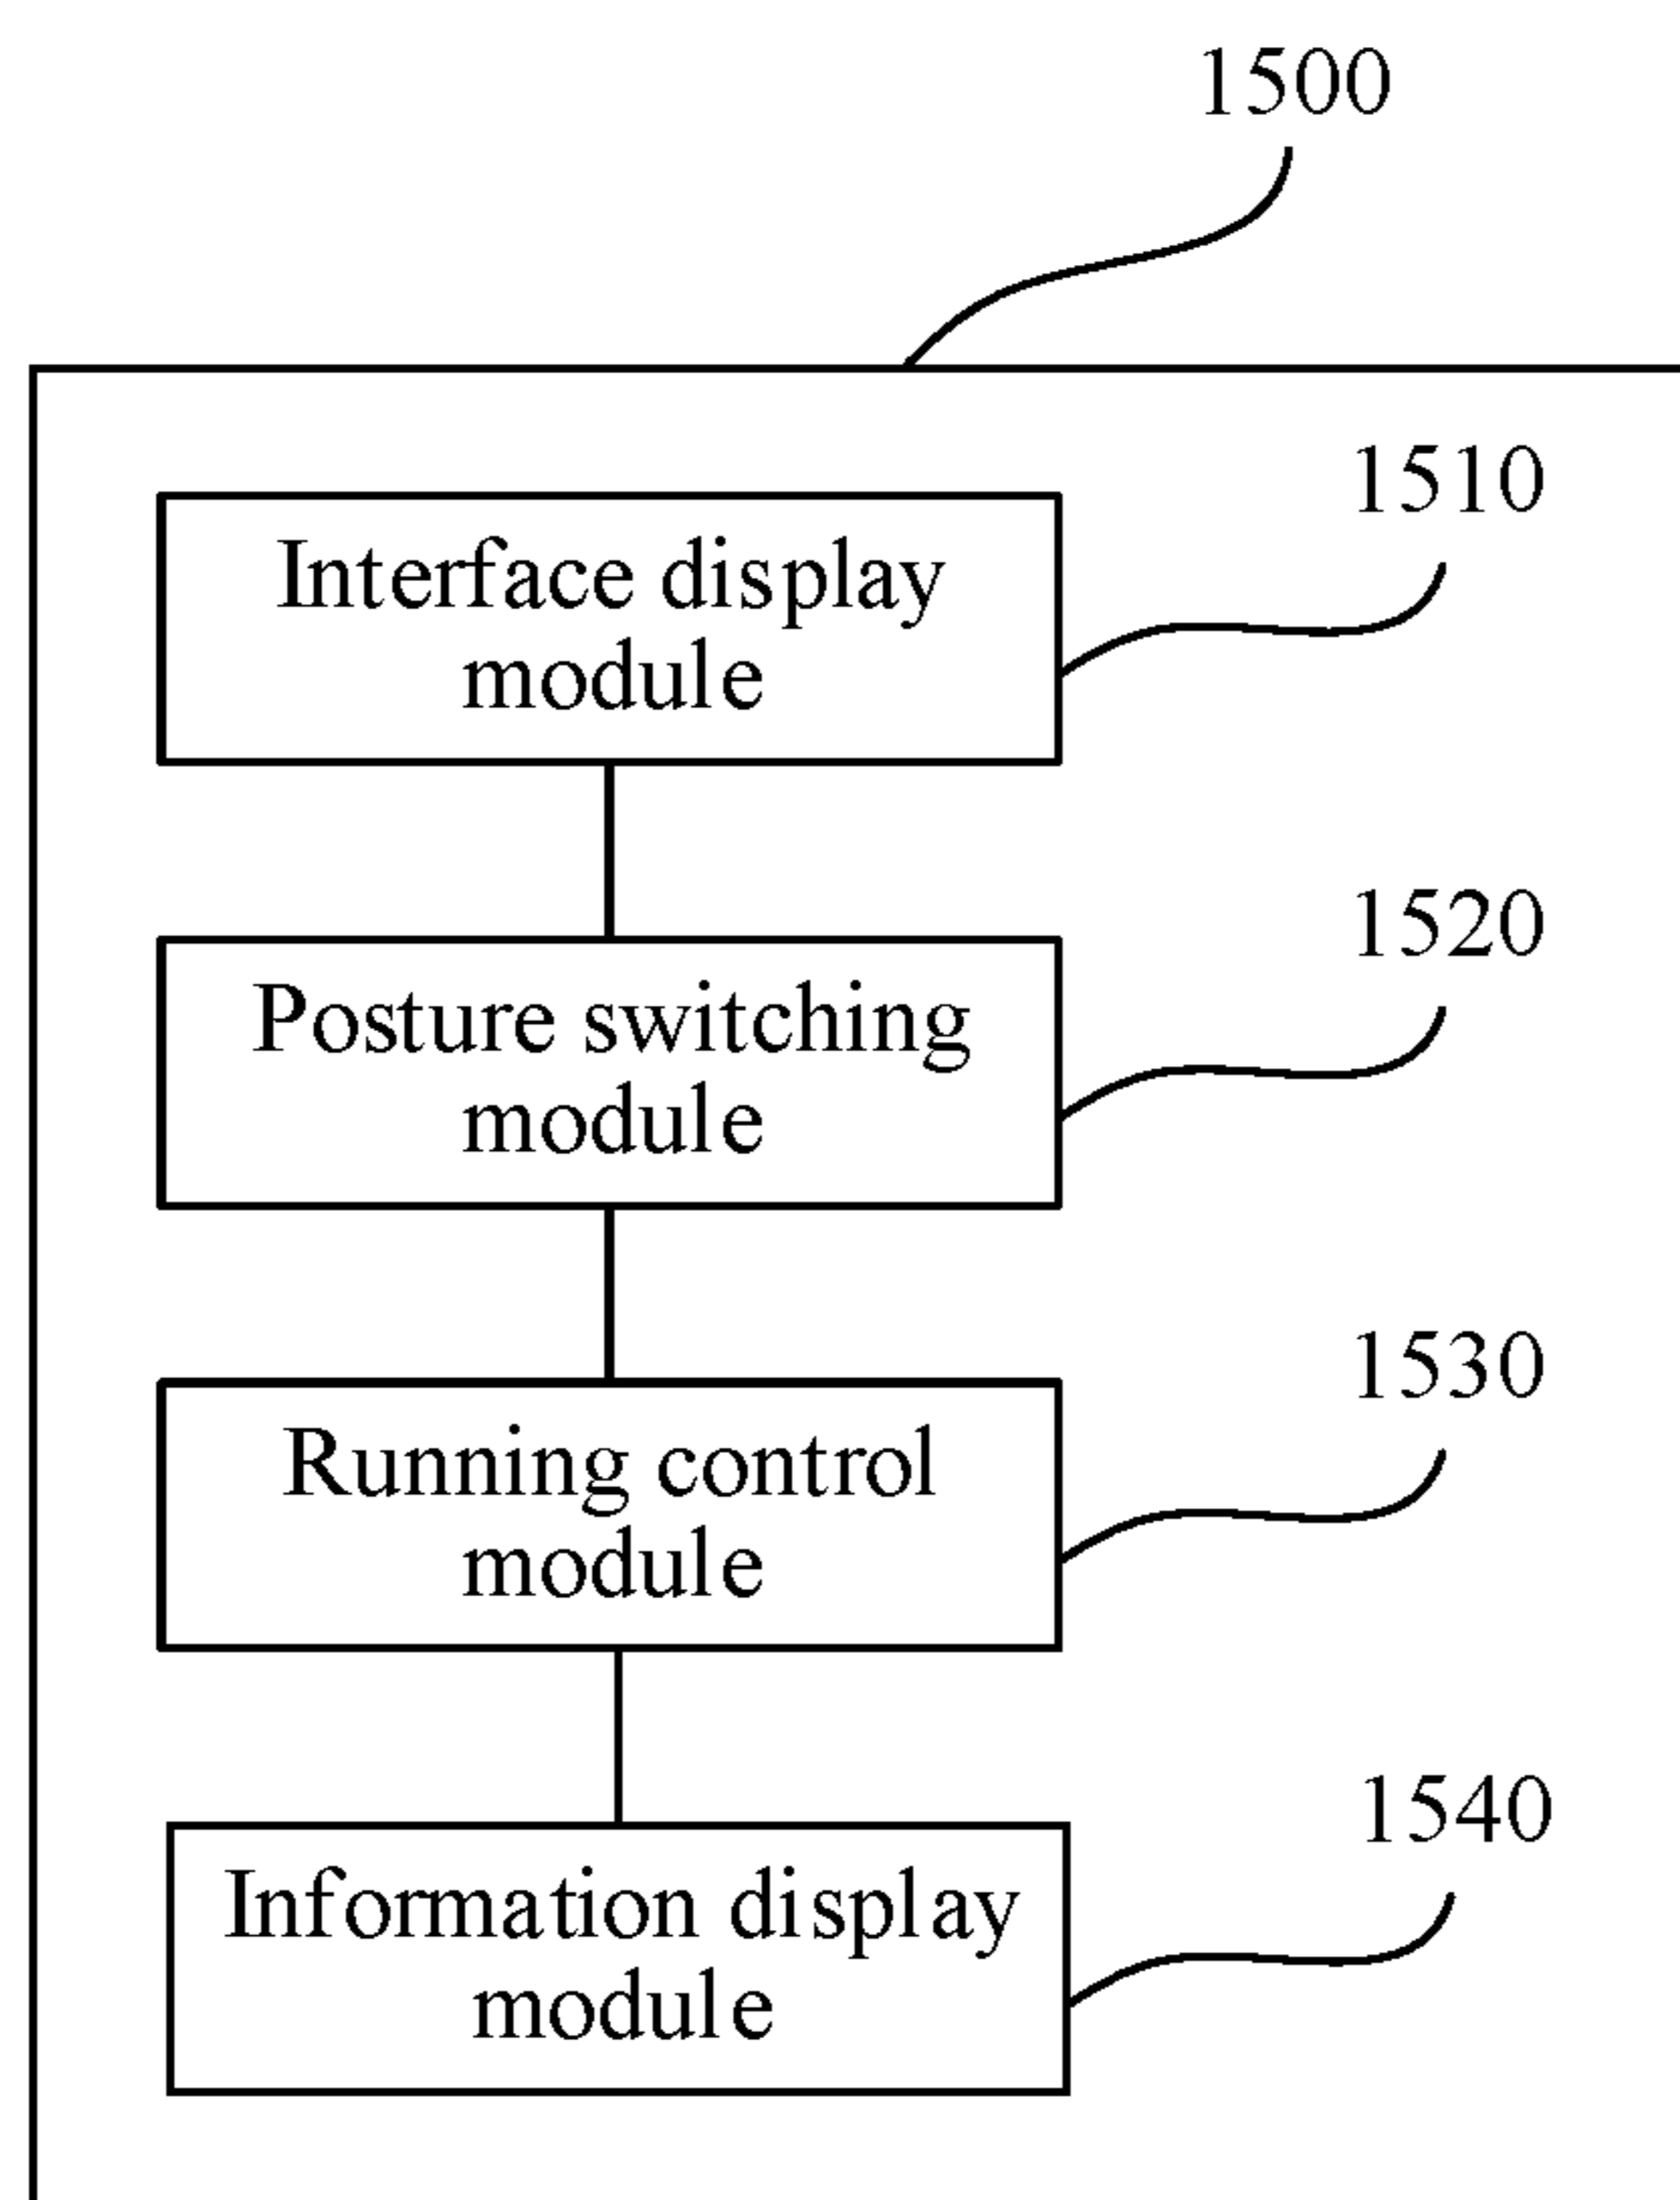 1500
1510
Interface display
module
1520
Posture switching
module
1530
Running control
module
1540
Information display
module